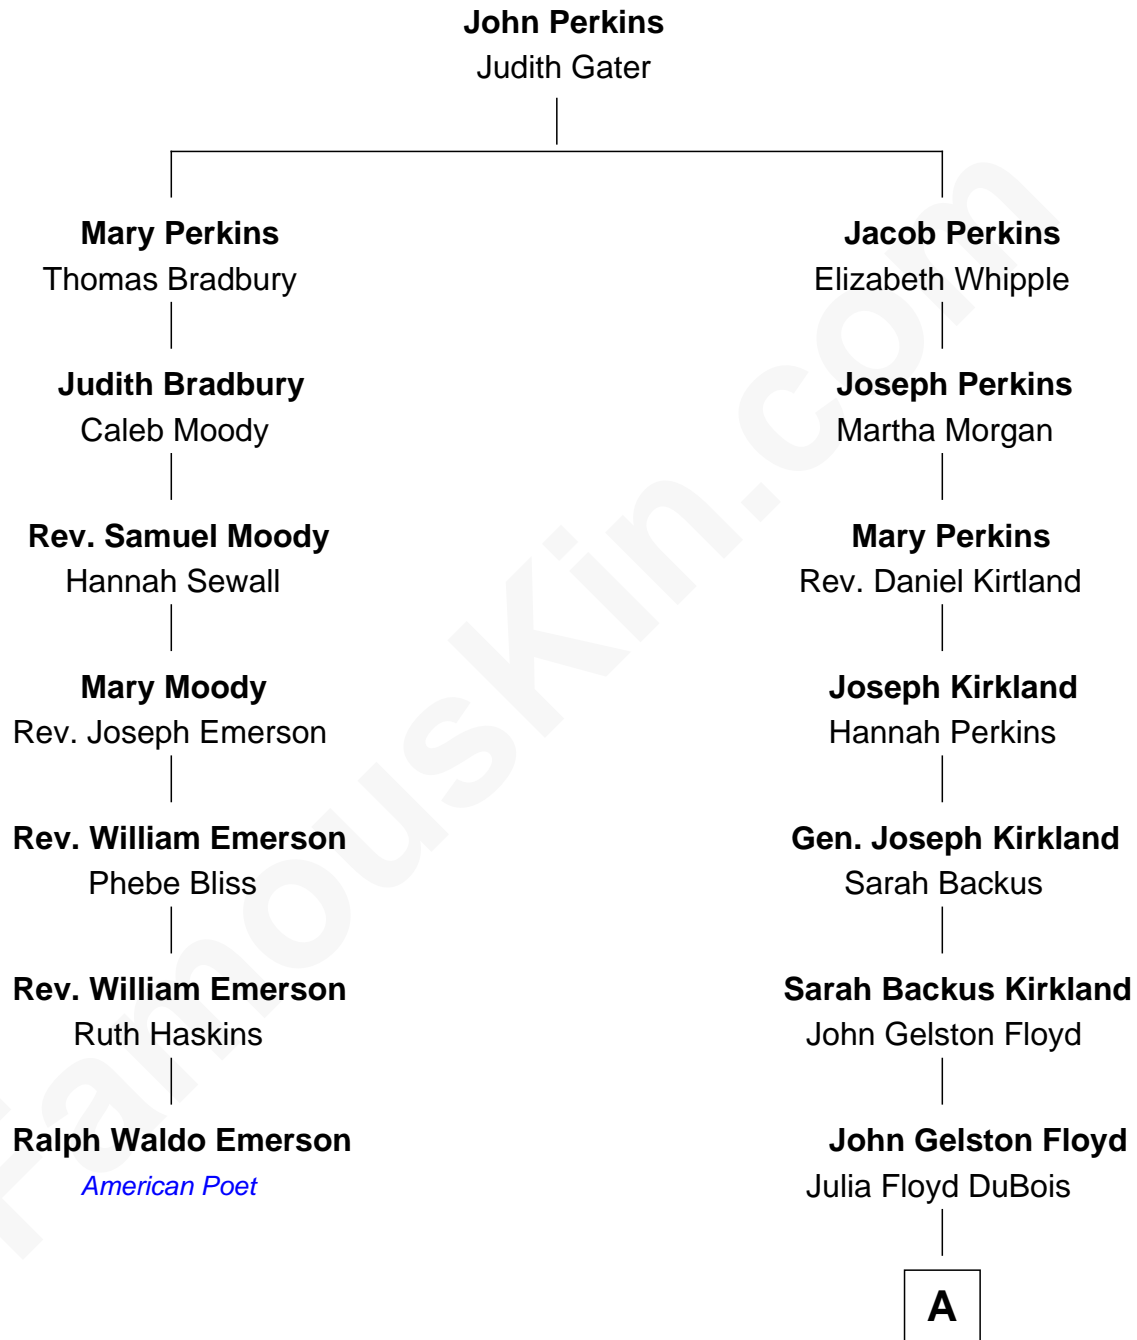 John Perkins
Judith Gater
Mary Perkins
Thomas Bradbury
Jacob Perkins
Elizabeth Whipple
Judith Bradbury
Caleb Moody
Joseph Perkins
Martha Morgan
Rev. Samuel Moody
Hannah Sewall
Mary Perkins
Rev. Daniel Kirtland
Mary Moody
Rev. Joseph Emerson
Joseph Kirkland
Hannah Perkins
Rev. William Emerson
Phebe Bliss
Gen. Joseph Kirkland
Sarah Backus
Rev. William Emerson
Ruth Haskins
Sarah Backus Kirkland
John Gelston Floyd
Ralph Waldo Emerson
American Poet
John Gelston Floyd
Julia Floyd DuBois
A
FamousKin.com